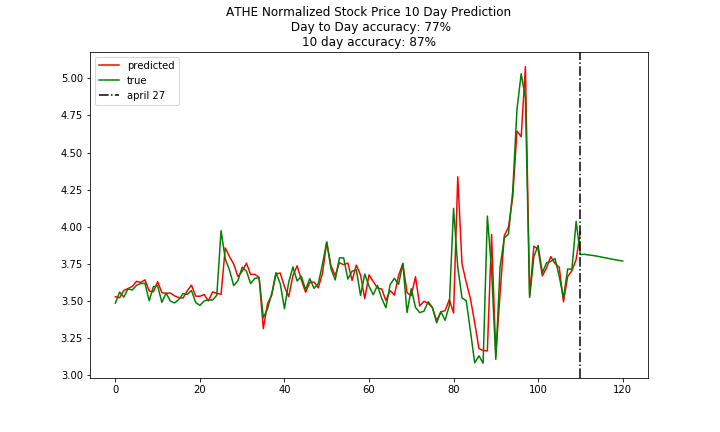 ATHE Normalized Stock Price 10 Day Prediction
Day to Day accuracy: 77%
10 day accuracy: 87%
predicted
true
april 27
5.00
4.75
4.50
4.25
4.00
3.75
3.50
3.25
3.00
0 20 40 60 80 100 120